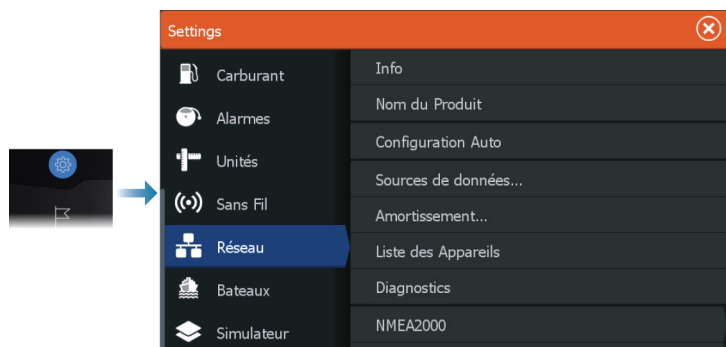 Settings
Carburant
Alarmes
Unités
Sans Fil
Réseau
Bateaux
Simulateur
Info
Nom du Produit
Configuration Auto
Sources de données...
Amortissement...
Liste des Appareils
Diagnostics
NMEA2000